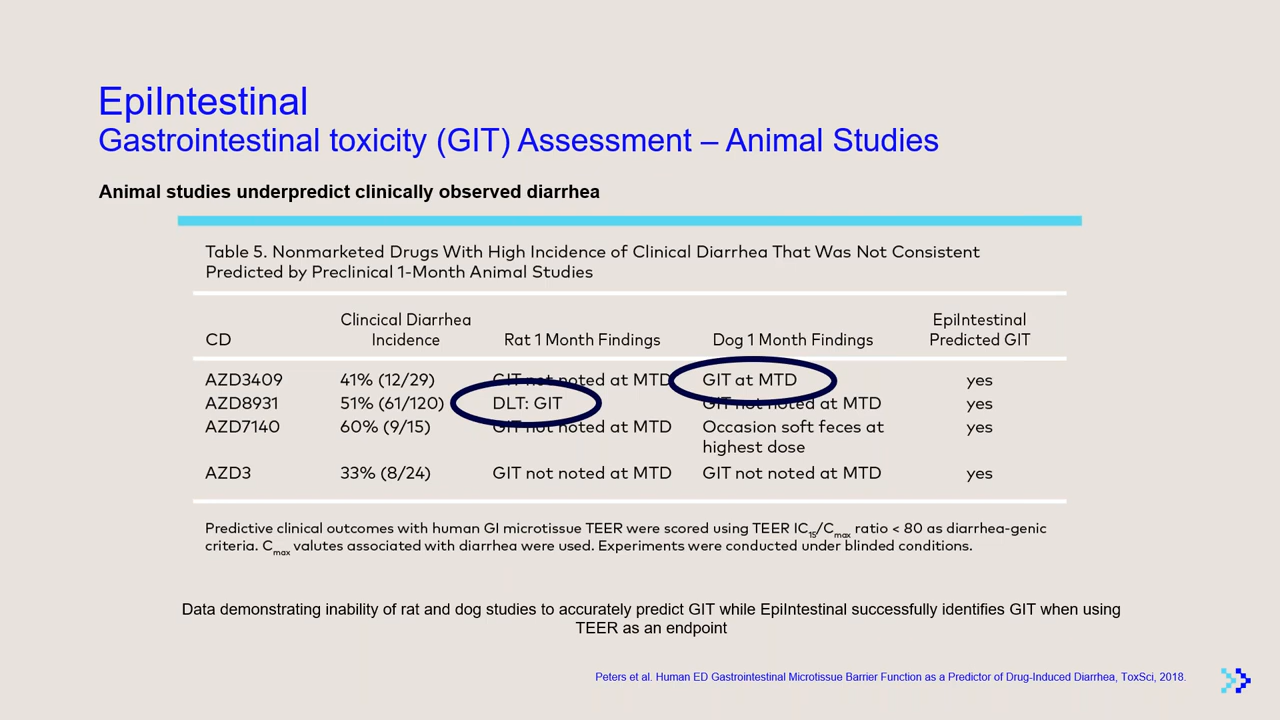 EpiIntestinal
Gastrointestinal toxicity (GIT) Assessment – Animal Studies
Animal studies underpredict clinically observed diarrhea
Table 5. Nonmarketed Drugs With High Incidence of Clinical Diarrhea That Was Not Consistent
Predicted by Preclinical 1-Month Animal Studies
CD Clincical Diarrhea Incidence Rat 1 Month Findings Dog 1 Month Findings EpiIntestinal Predicted GIT
AZD3409 41% (12/29) GIT not noted at MTD GIT at MTD yes
AZD8931 51% (61/120) DLT: GIT GIT not noted at MTD yes
AZD7140 60% (9/15) GIT not noted at MTD Occasion soft feces at yes
highest dose
AZD3 33% (8/24) GIT not noted at MTD GIT not noted at MTD yes
Predictive clinical outcomes with human GI microtissue TEER were scored using TEER IC15/Cmax ratio < 80 as diarrhea-genic
criteria. Cmax valutes associated with diarrhea were used. Experiments were conducted under blinded conditions.
Data demonstrating inability of rat and dog studies to accurately predict GIT while EpiIntestinal successfully identifies GIT when using
TEER as an endpoint
Peters et al. Human ED Gastrointestinal Microtissue Barrier Function as a Predictor of Drug-Induced Diarrhea, ToxSci, 2018.